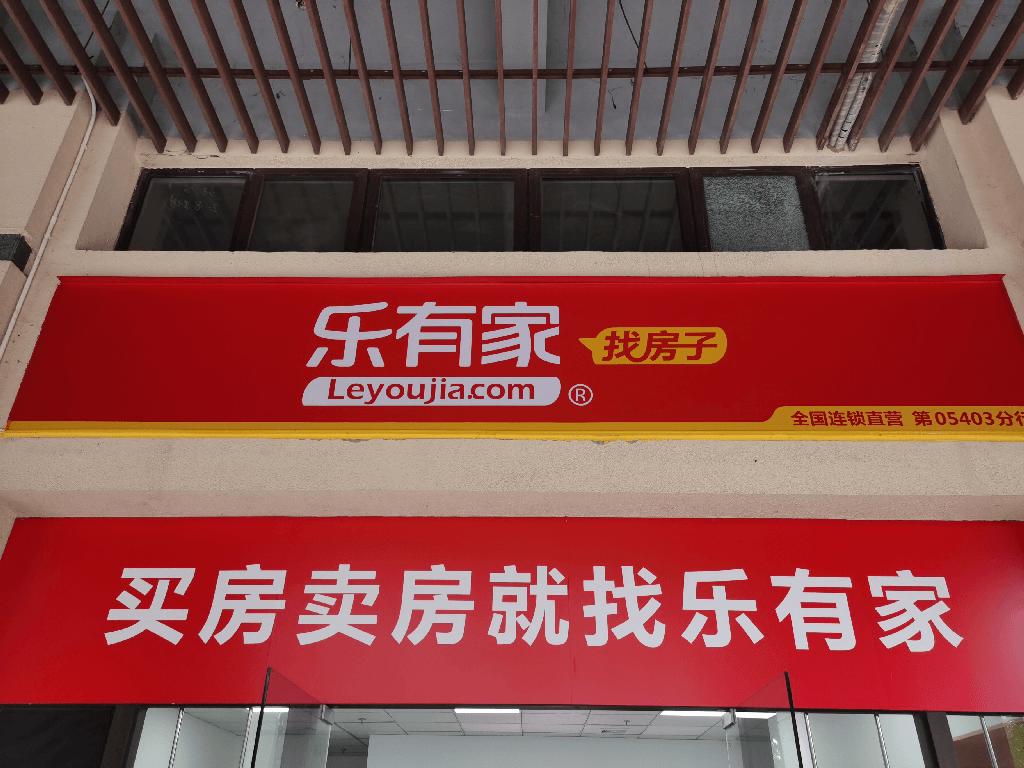 乐有家 找房子
Leyoujia.com ®
全国连锁直营 第05403分行
买房卖房就找乐有家